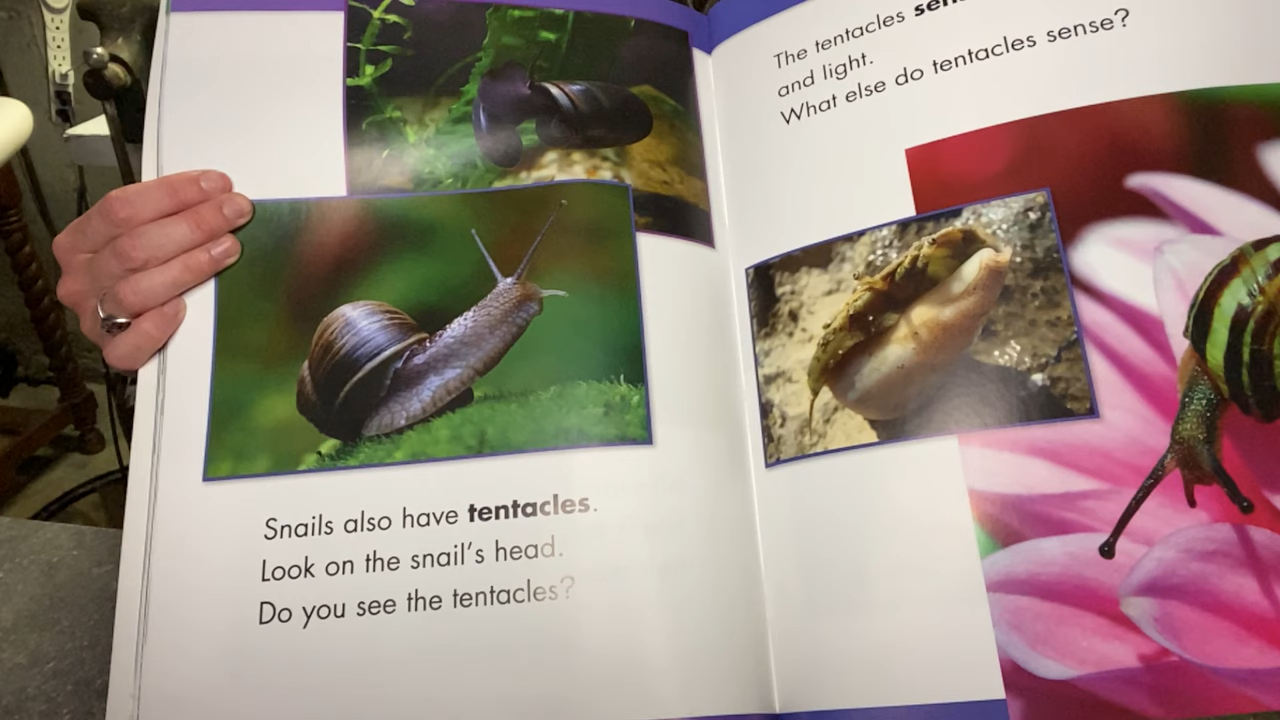 Snails also have tentacles.
Look on the snail's head.
Do you see the tentacles?
The tentacles
and light.
What else do tentacles sense?